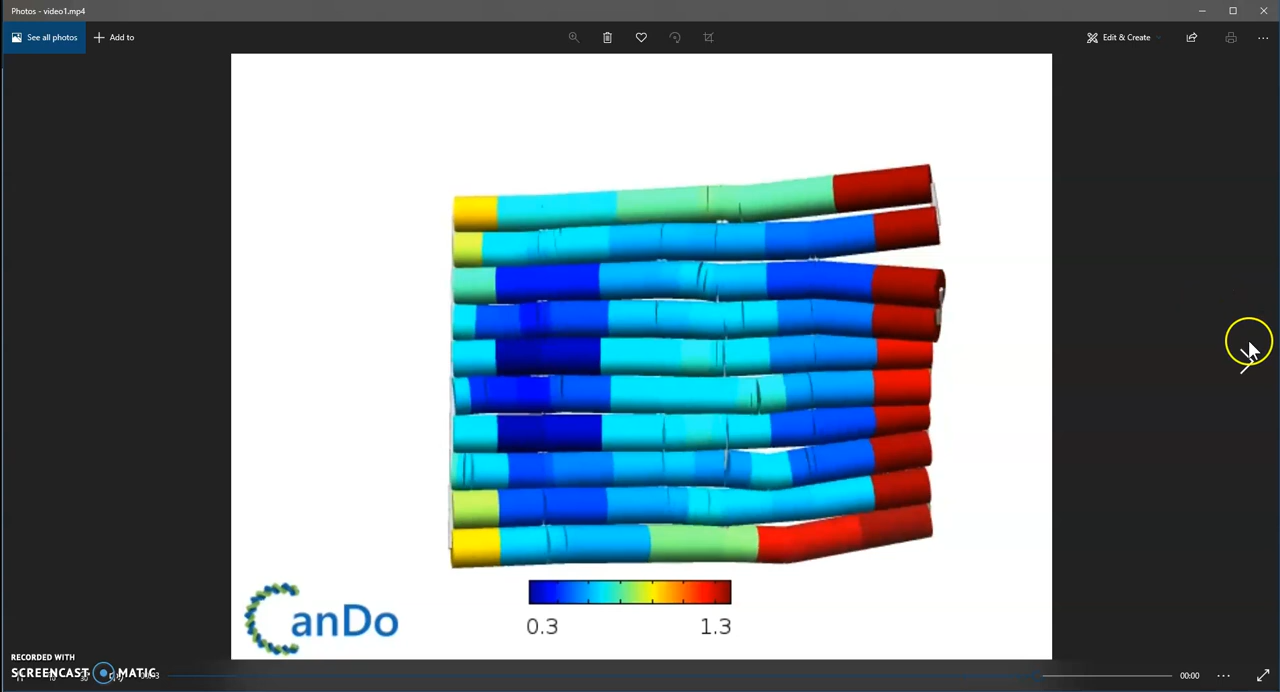 Photos - video1.mp4
See all photos
Add to
Edit & Create
0.3
1.3
CanDo
RECORDED WITH
SCREENCAST MATIC
00:00